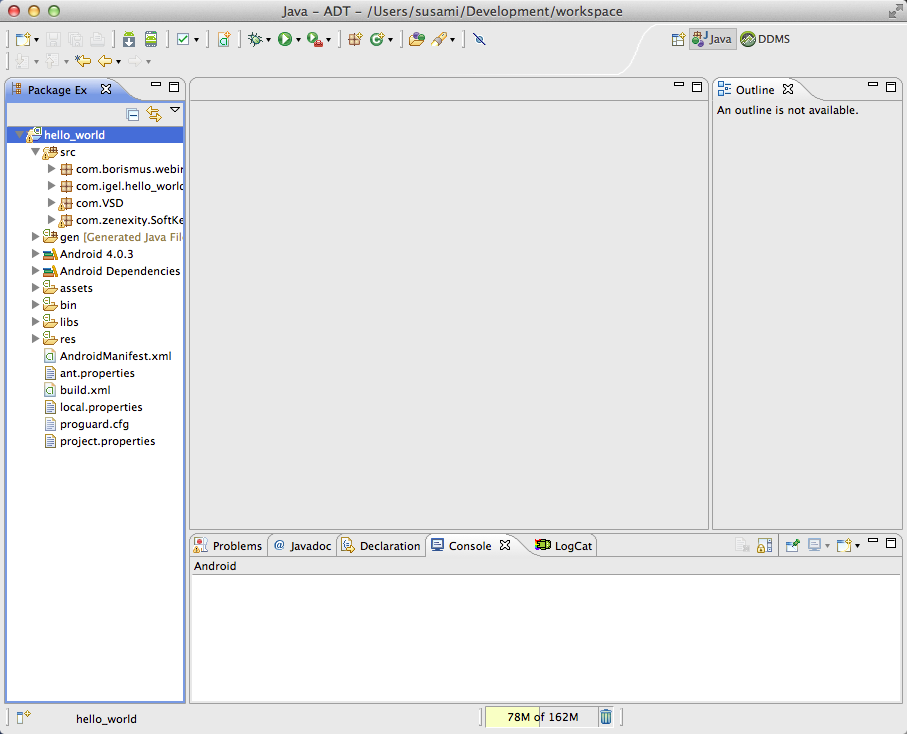 Java – ADT – /Users/susami/Development/workspace
Java DDMS
Package Ex
Outline
An outline is not available.
hello_world
src
com.borismus.webin
com.igel.hello_world
com.VSD
com.zenexity.SoftKe
gen [Generated Java Fil
Android 4.0.3
Android Dependencies
assets
bin
libs
res
AndroidManifest.xml
ant.properties
build.xml
local.properties
proguard.cfg
project.properties
Problems @ Javadoc Declaration Console LogCat
Android
hello_world
78M of 162M